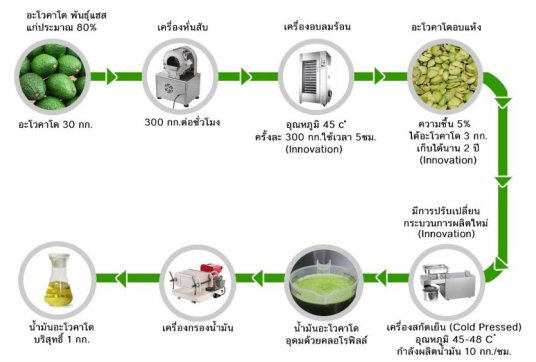 อะโวคาโด พันธุ์แฮส
แก่ประมาณ 80%
เครื่องหั่นสับ
เครื่องอบลมร้อน
อะโวคาโดอบแห้ง
อะโวคาโด 30 กก.
300 กก.ต่อชั่วโมง
อุณหภูมิ 45 C°
ครั้งละ 300 กก.ใช้เวลา 5ชม.
(Innovation)
ความชื้น 5%
ได้อะโวคาโด 3 กก.
เก็บได้นาน 2 ปี
(Innovation)
มีการปรับเปลี่ยน
กระบวนการผลิตใหม่
(Innovation)
น้ำมันอะโวคาโด
บริสุทธิ์ 1 กก.
เครื่องกรองน้ำมัน
น้ำมันอะโวคาโด
อุดมด้วยคลอโรฟิลล์
เครื่องสกัดเย็น (Cold Pressed)
อุณหภูมิ 45-48 C°
กำลังผลิตน้ำมัน 10 กก./ชม.